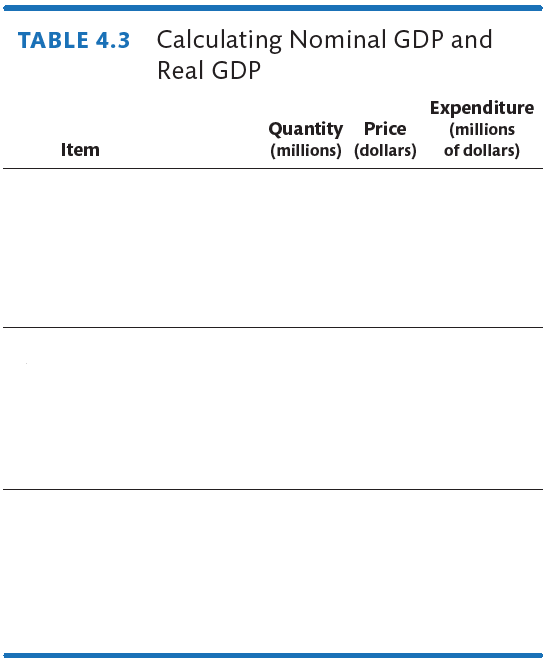 TABLE 4.3 Calculating Nominal GDP and
Real GDP
Item Quantity (millions) Price (dollars) Expenditure (millions of dollars)